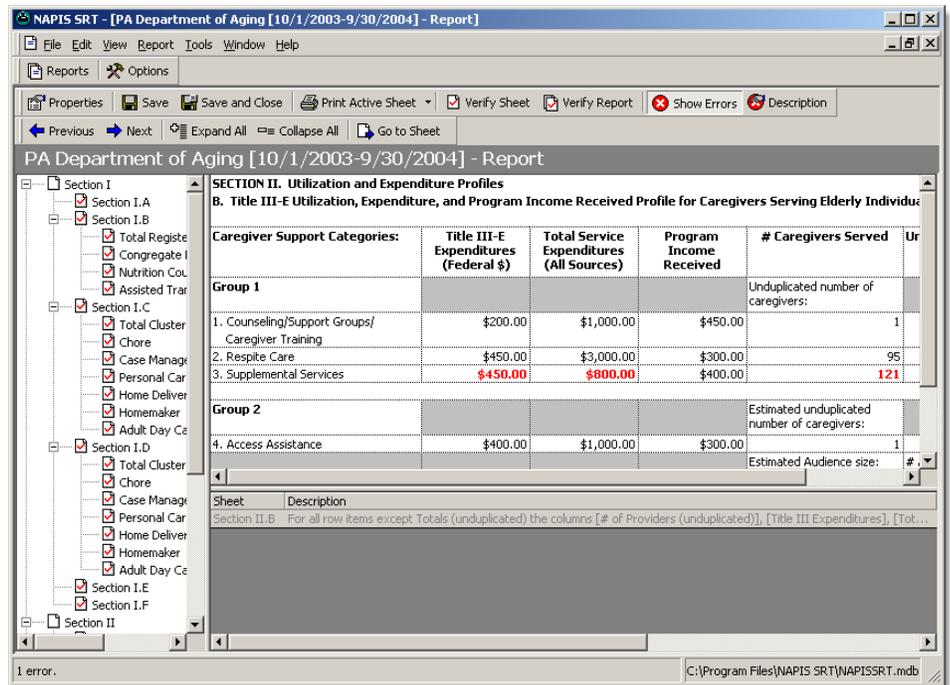 NAPIS SRT - [PA Department of Aging [10/1/2003-9/30/2004] - Report]
File Edit View Report Tools Window Help
Reports Options
Properties Save Save and Close Print Active Sheet Verify Sheet Verify Report Show Errors Description
Previous Next Expand All Collapse All Go to Sheet
PA Department of Aging [10/1/2003-9/30/2004] - Report
Section I
Section I.A
Section I.B
Total Registe
Congregate
Nutrition Cou
Assisted Trar
Section I.C
Total Cluster
Chore
Case Manage
Personal Car
Home Deliver
Homemaker
Adult Day Ca
Section I.D
Total Cluster
Chore
Case Manage
Personal Car
Home Deliver
Homemaker
Adult Day Ca
Section I.E
Section I.F
Section II
SECTION II. Utilization and Expenditure Profiles
B. Title III-E Utilization, Expenditure, and Program Income Received Profile for Caregivers Serving Elderly Individua
Caregiver Support Categories: Title III-E Expenditures (Federal $) Total Service Expenditures (All Sources) Program Income Received # Caregivers Served Ur
Group 1 Unduplicated number of caregivers:
1. Counseling/Support Groups/ Caregiver Training $200.00 $1,000.00 $450.00 1
2. Respite Care $450.00 $3,000.00 $300.00 95
3. Supplemental Services $450.00 $800.00 $400.00 121
Group 2 Estimated unduplicated number of caregivers:
4. Access Assistance $400.00 $1,000.00 $300.00 1
Estimated Audience size: #
Sheet Description
Section II.B For all row items except Totals (unduplicated) the columns [# of Providers (unduplicated)], [Title III Expenditures], [Tot...
1 error.
C:\Program Files\NAPIS SRT\NAPISSRT.mdb